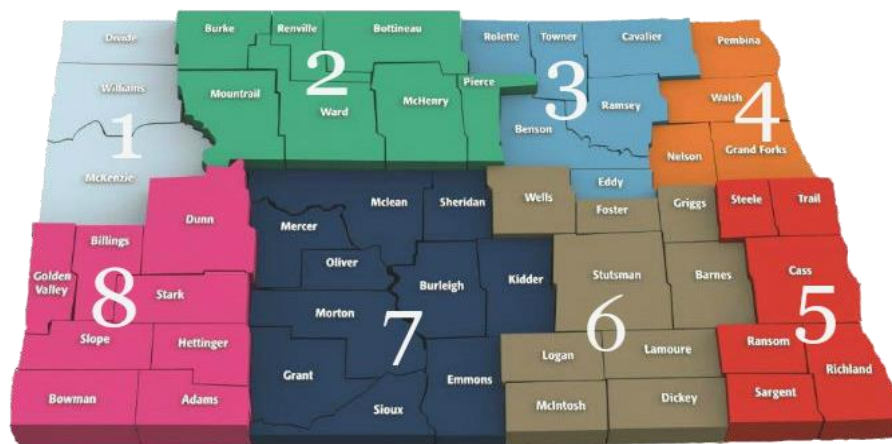 Divide
Williams
1
McKenzie
Burke
Renville
Bottineau
2
Mountrail
Ward
McHenry
Pierce
Rolette
Towner
Cavalier
3
Benson
Ramsey
Eddy
Pembina
Walsh
4
Nelson
Grand Forks
Steele
Trail
Cass
5
Ransom
Richland
Sargent
Wells
Foster
Griggs
Stutsman
Barnes
6
Logan
Lamoure
McIntosh
Dickey
Mclean
Sheridan
Mercer
Oliver
Burleigh
Kidder
Morton
7
Grant
Emmons
Sioux
Dunn
Billings
Golden
Valley
8
Stark
Slope
Hettinger
Bowman
Adams